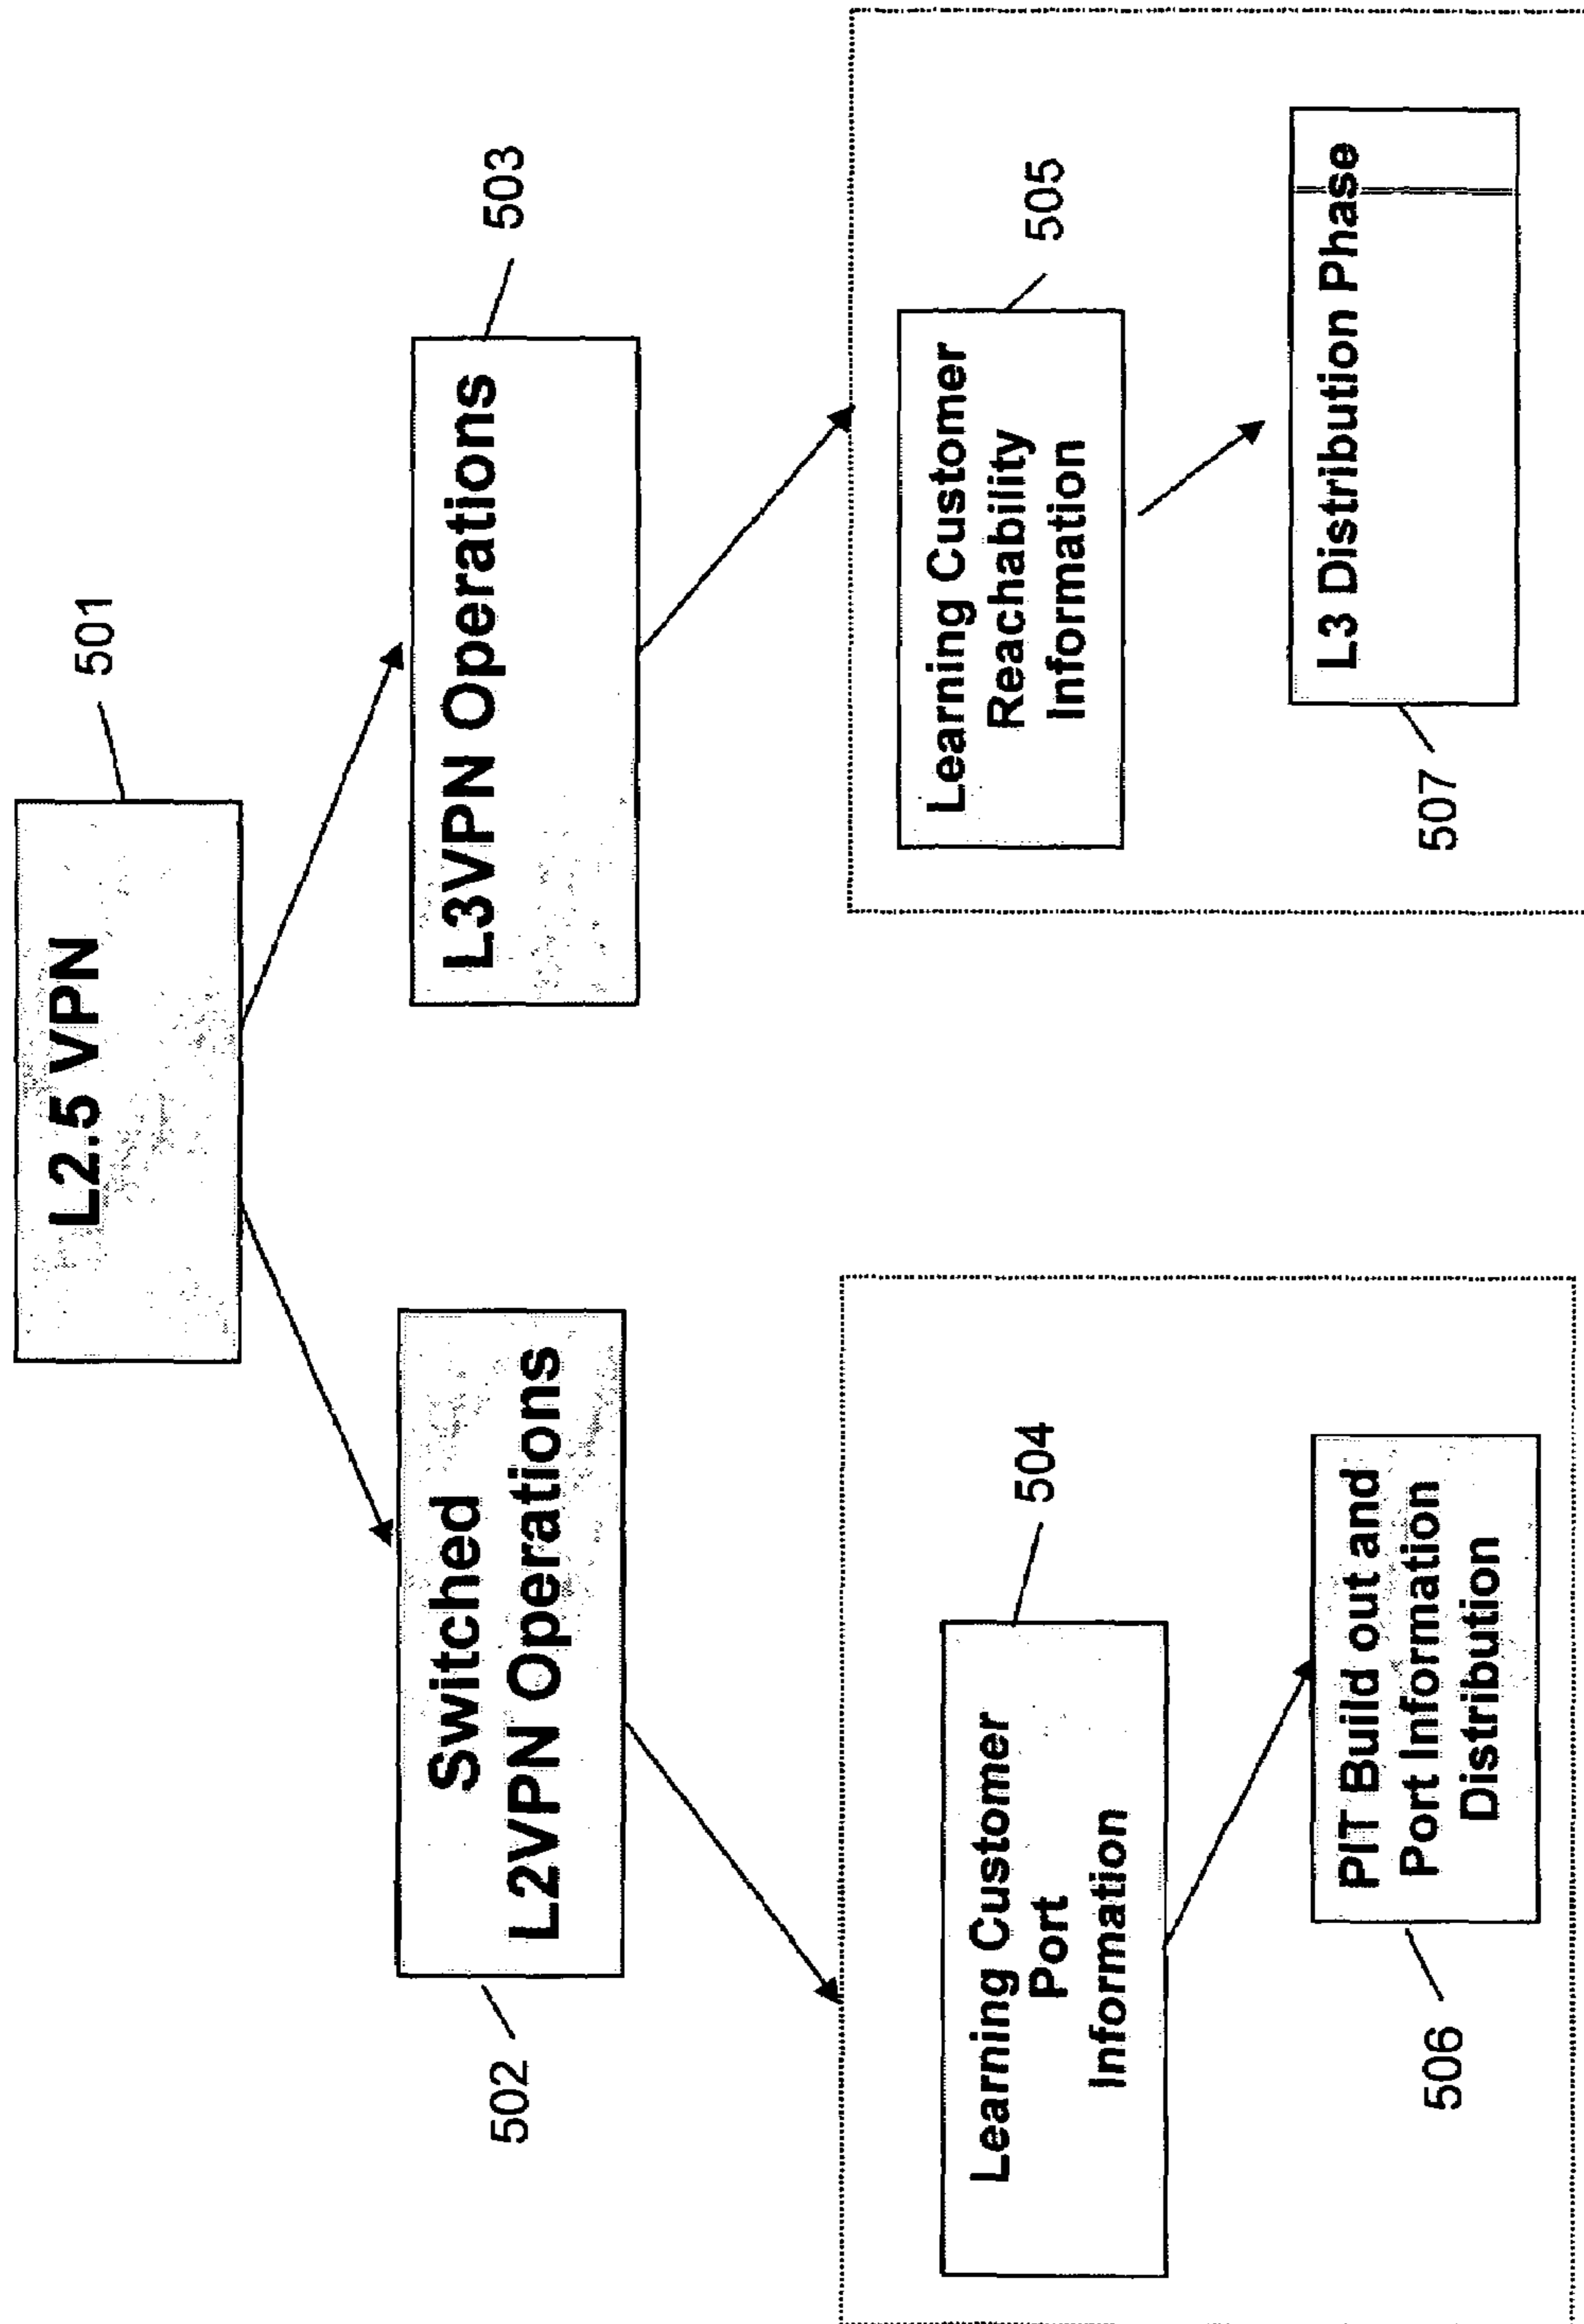 L2.5 VPN
501
Switched
L2VPN Operations
502
L3VPN Operations
503
Learning Customer
Port
Information
504
PIT Build out and
Port Information
Distribution
506
Learning Customer
Reachability
Information
505
L3 Distribution Phase
507